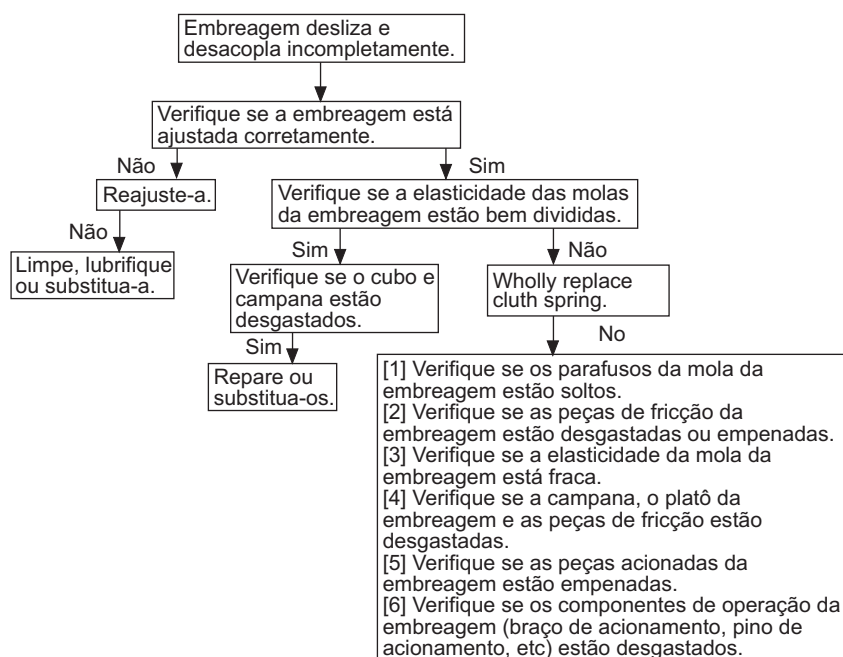 Embreagem desliza e
desacopla incompletamente.
Verifique se a embreagem está
ajustada corretamente.
Não
Sim
Reajuste-a.
Verifique se a elasticidade das molas
da embreagem estão bem divididas.
Não
Sim
Não
Limpe, lubrifique
ou substitua-a.
Verifique se o cubo e
campana estão
desgastados.
Wholly replace
cluth spring.
Sim
No
Repare ou
substitua-os.
[1] Verifique se os parafusos da mola da
embreagem estão soltos.
[2] Verifique se as peças de fricção da
embreagem estão desgastadas ou empenadas.
[3] Verifique se a elasticidade da mola da
embreagem está fraca.
[4] Verifique se a campana, o platô da
embreagem e as peças de fricção estão
desgastadas.
[5] Verifique se as peças acionadas da
embreagem estão empenadas.
[6] Verifique se os componentes de operação da
embreagem (braço de acionamento, pino de
acionamento, etc) estão desgastados.